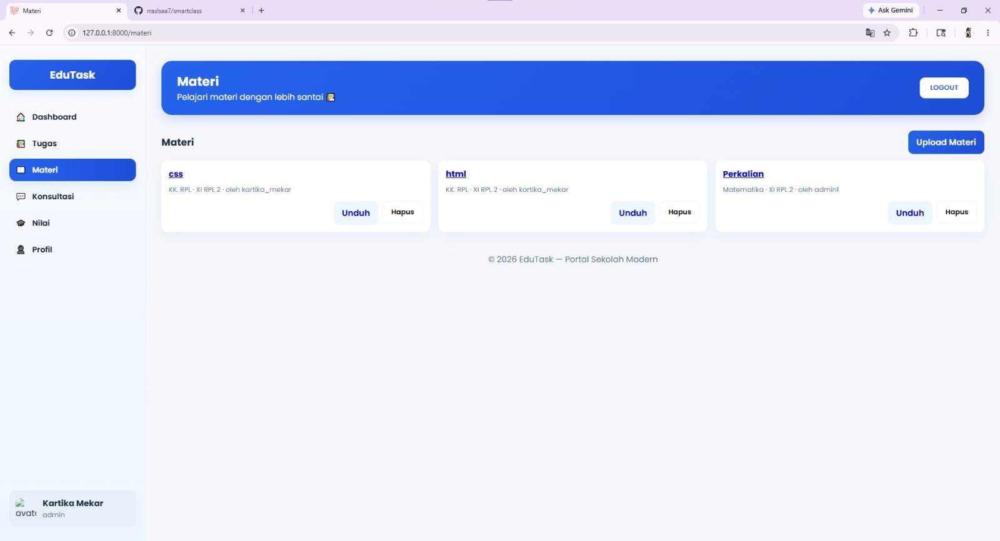 Materi
rraslsaa7/smartclass
Ask Gemini
127.0.0.1:8000/materi
EduTask
Dashboard
Tugas
Materi
Konsultasi
Nilai
Profil
Kartika Mekar
admin
Materi
Pelajari materi dengan lebih santai
LOGOUT
Materi
Upload Materi
css
KK. RPL · XI RPL 2 · oleh kartika_mekar
Unduh
Hapus
html
KK. RPL · XI RPL 2 · oleh kartika_mekar
Unduh
Hapus
Perkalian
Matematika · XI RPL 2 · oleh admin1
Unduh
Hapus
© 2026 EduTask — Portal Sekolah Modern